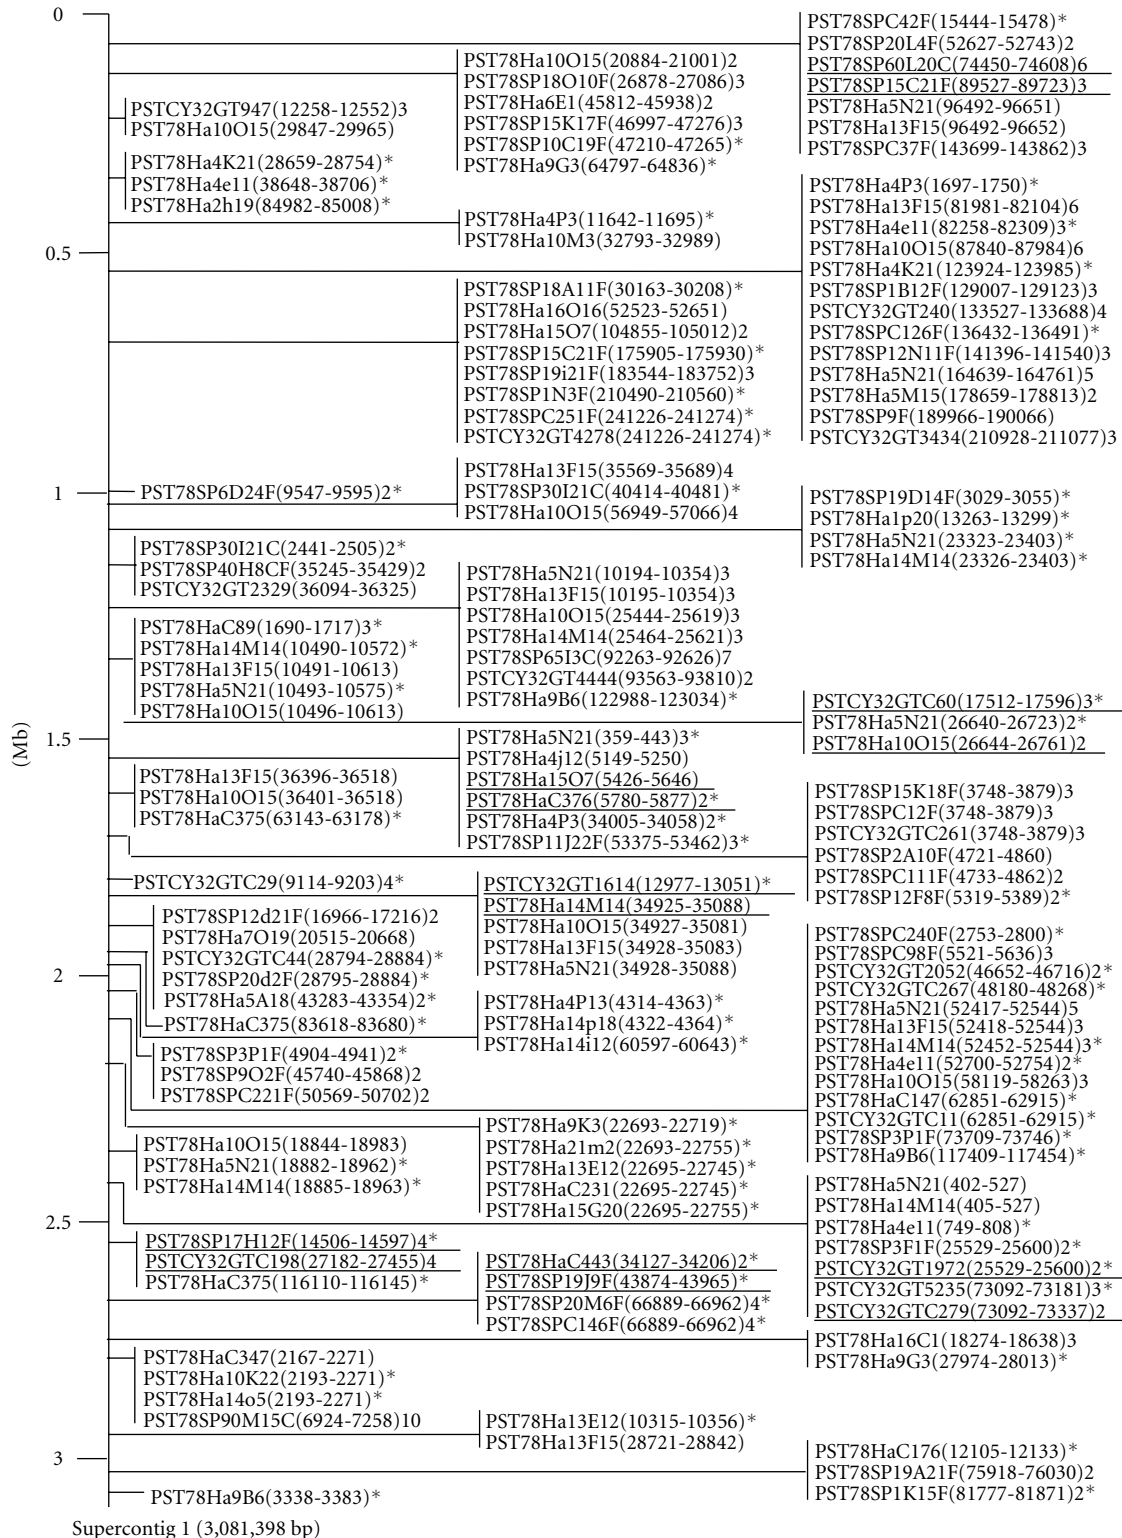 0
PST78SPC42F(15444-15478)*
PST78SP20L4F(52627-52743)2
PST78SP60L20C(74450-74608)6
PST78SP15C21F(89527-89723)3
PST78Ha5N21(96492-96651)
PST78Ha13F15(96492-96652)
PST78SPC37F(143699-143862)3
PST78Ha10O15(20884-21001)2
PST78SP18O10F(26878-27086)3
PST78Ha6E1(45812-45938)2
PST78SP15K17F(46997-47276)3
PST78SP10C19F(47210-47265)*
PST78Ha9G3(64797-64836)*
PSTCY32GT947(12258-12552)3
PST78Ha10O15(29847-29965)
PST78Ha4K21(28659-28754)*
PST78Ha4e11(38648-38706)*
PST78Ha2h19(84982-85008)*
PST78Ha4P3(11642-11695)*
PST78Ha10M3(32793-32989)
0.5
PST78Ha4P3(1697-1750)*
PST78Ha13F15(81981-82104)6
PST78Ha4e11(82258-82309)3*
PST78Ha10O15(87840-87984)6
PST78Ha4K21(123924-123985)*
PST78SP1B12F(129007-129123)3
PSTCY32GT240(133527-133688)4
PST78SPC126F(136432-136491)*
PST78SP12N11F(141396-141540)3
PST78Ha5N21(164639-164761)5
PST78Ha5M15(178659-178813)2
PST78SP9F(189966-190066)
PSTCY32GT3434(210928-211077)3
PST78SP18A11F(30163-30208)*
PST78Ha16O16(52523-52651)
PST78Ha15O7(104855-105012)2
PST78SP15C21F(175905-175930)*
PST78SP19i21F(183544-183752)3
PST78SP1N3F(210490-210560)*
PST78SPC251F(241226-241274)*
PSTCY32GT4278(241226-241274)*
1
PST78SP6D24F(9547-9595)2*
PST78Ha13F15(35569-35689)4
PST78SP30I21C(40414-40481)*
PST78Ha10O15(56949-57066)4
PST78SP19D14F(3029-3055)*
PST78Ha1p20(13263-13299)*
PST78Ha5N21(23323-23403)*
PST78Ha14M14(23326-23403)*
PST78SP30I21C(2441-2505)2*
PST78SP40H8CF(35245-35429)2
PSTCY32GT2329(36094-36325)
PST78Ha5N21(10194-10354)3
PST78Ha13F15(10195-10354)3
PST78Ha10O15(25444-25619)3
PST78Ha14M14(25464-25621)3
PST78SP65I3C(92263-92626)7
PSTCY32GT4444(93563-93810)2
PST78Ha9B6(122988-123034)*
PST78HaC89(1690-1717)3*
PST78Ha14M14(10490-10572)*
PST78Ha13F15(10491-10613)
PST78Ha5N21(10493-10575)*
PST78Ha10O15(10496-10613)
PSTCY32GTC60(17512-17596)3*
PST78Ha5N21(26640-26723)2*
PST78Ha10O15(26644-26761)2
(Mb)
1.5
PST78Ha5N21(359-443)3*
PST78Ha4j12(5149-5250)
PST78Ha15O7(5426-5646)
PST78HaC376(5780-5877)2*
PST78Ha4P3(34005-34058)2*
PST78SP11J22F(53375-53462)3*
PST78Ha13F15(36396-36518)
PST78Ha10O15(36401-36518)
PST78HaC375(63143-63178)*
PST78SP15K18F(3748-3879)3
PST78SPC12F(3748-3879)3
PSTCY32GTC261(3748-3879)3
PST78SP2A10F(4721-4860)
PST78SPC111F(4733-4862)2
PST78SP12F8F(5319-5389)2*
PSTCY32GTC29(9114-9203)4*
PSTCY32GT1614(12977-13051)*
PST78Ha14M14(34925-35088)
PST78Ha10O15(34927-35081)
PST78Ha13F15(34928-35083)
PST78Ha5N21(34928-35088)
PST78SP12d21F(16966-17216)2
PST78Ha7O19(20515-20668)
PSTCY32GTC44(28794-28884)*
PST78SP20d2F(28795-28884)*
PST78Ha5A18(43283-43354)2*
PST78HaC375(83618-83680)*
2
PST78SPC240F(2753-2800)*
PST78SPC98F(5521-5636)3
PSTCY32GT2052(46652-46716)2*
PSTCY32GTC267(48180-48268)*
PST78Ha5N21(52417-52544)5
PST78Ha13F15(52418-52544)3
PST78Ha14M14(52452-52544)3*
PST78Ha4e11(52700-52754)2*
PST78Ha10O15(58119-58263)3
PST78HaC147(62851-62915)*
PSTCY32GTC11(62851-62915)*
PST78SP3P1F(73709-73746)*
PST78Ha9B6(117409-117454)*
PST78Ha4P13(4314-4363)*
PST78Ha14p18(4322-4364)*
PST78Ha14i12(60597-60643)*
PST78SP3P1F(4904-4941)2*
PST78SP9O2F(45740-45868)2
PST78SPC221F(50569-50702)2
PST78Ha9K3(22693-22719)*
PST78Ha21m2(22693-22755)*
PST78Ha13E12(22695-22745)*
PST78HaC231(22695-22745)*
PST78Ha15G20(22695-22755)*
PST78Ha10O15(18844-18983)
PST78Ha5N21(18882-18962)*
PST78Ha14M14(18885-18963)*
2.5
PST78Ha5N21(402-527)
PST78Ha14M14(405-527)
PST78Ha4e11(749-808)*
PST78SP3F1F(25529-25600)2*
PSTCY32GT1972(25529-25600)2*
PSTCY32GT5235(73092-73181)3*
PSTCY32GTC279(73092-73337)2
PST78SP17H12F(14506-14597)4*
PSTCY32GTC198(27182-27455)4
PST78HaC375(116110-116145)*
PST78HaC443(34127-34206)2*
PST78SP19J9F(43874-43965)*
PST78SP20M6F(66889-66962)4*
PST78SPC146F(66889-66962)4*
PST78Ha16C1(18274-18638)3
PST78Ha9G3(27974-28013)*
PST78HaC347(2167-2271)
PST78Ha10K22(2193-2271)*
PST78Ha14o5(2193-2271)*
PST78SP90M15C(6924-7258)10
PST78Ha13E12(10315-10356)*
PST78Ha13F15(28721-28842)
3
PST78HaC176(12105-12133)*
PST78SP19A21F(75918-76030)2
PST78SP1K15F(81777-81871)2*
PST78Ha9B6(3338-3383)*
Supercontig 1 (3,081,398 bp)